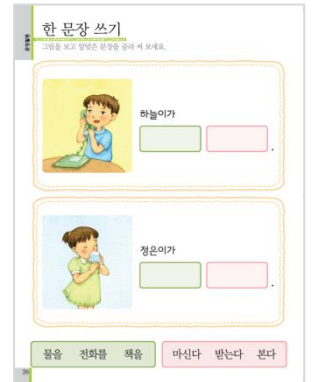 한 문장 쓰기
그림을 보고 알맞은 문장을 골라 써 보세요.
하늘이가
.
정은이가
.
물을 전화를 책을 마신다 받는다 본다